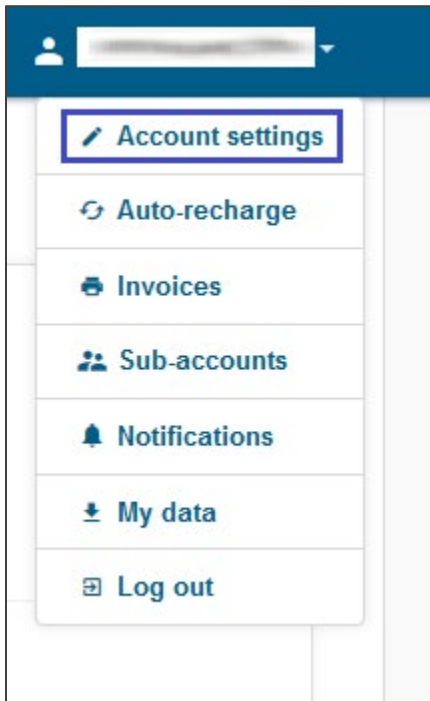 Account settings
Auto-recharge
Invoices
Sub-accounts
Notifications
My data
Log out